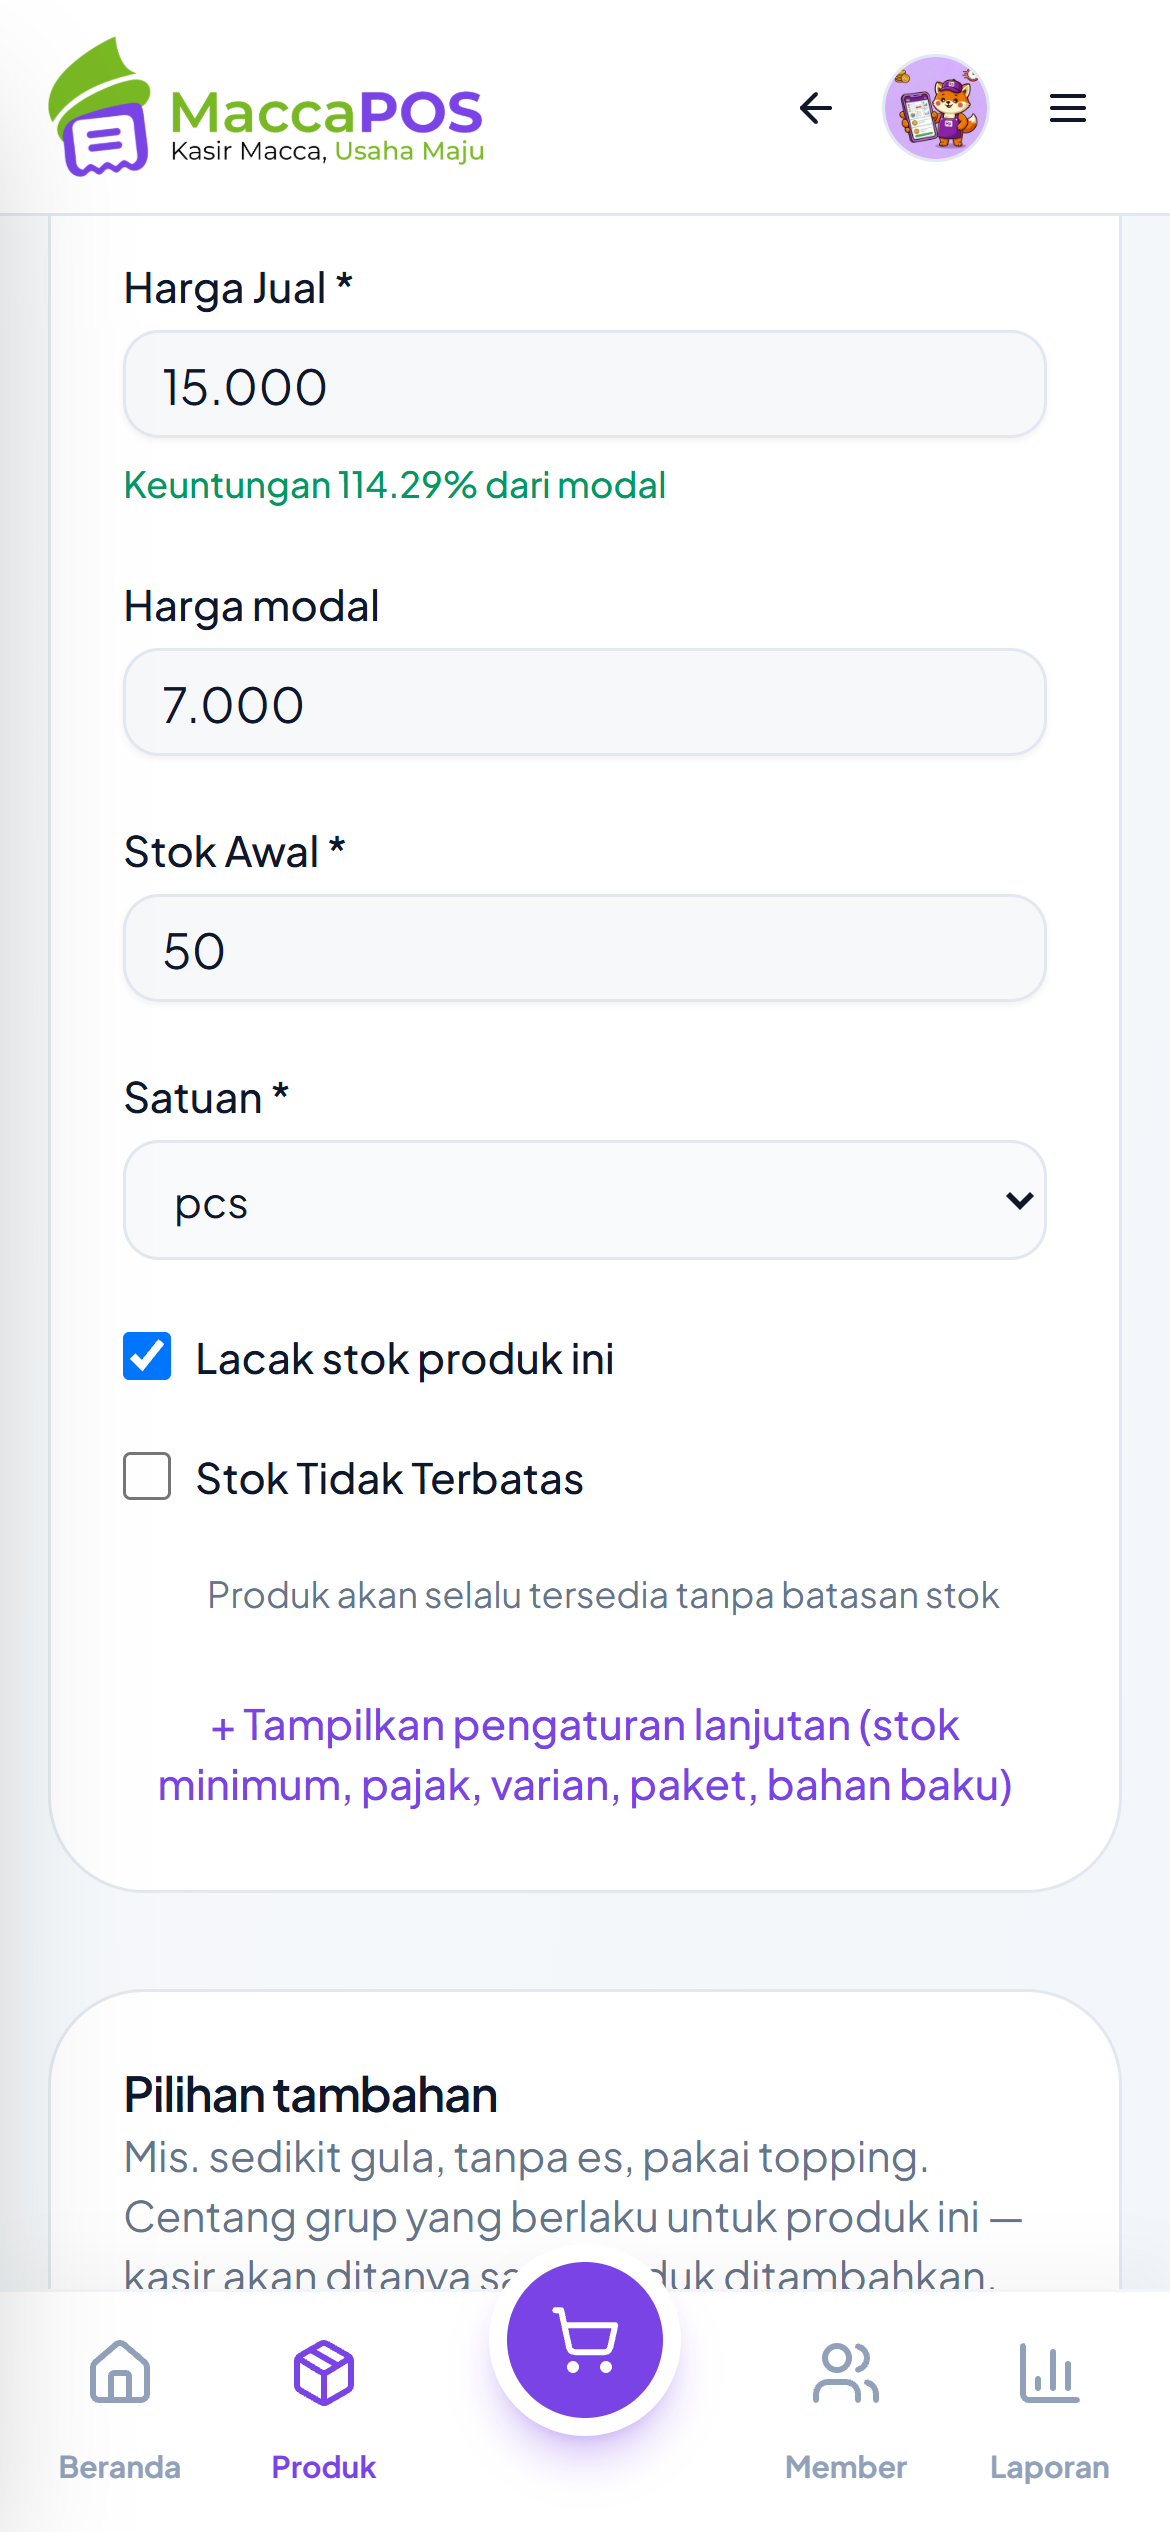 MaccaPOS
Kasir Macca, Usaha Maju
Harga Jual *
15.000
Keuntungan 114.29% dari modal
Harga modal
7.000
Stok Awal *
50
Satuan *
pcs
Lacak stok produk ini
Stok Tidak Terbatas
Produk akan selalu tersedia tanpa batasan stok
+ Tampilkan pengaturan lanjutan (stok
minimum, pajak, varian, paket, bahan baku)
Pilihan tambahan
Mis. sedikit gula, tanpa es, pakai topping.
Centang grup yang berlaku untuk produk ini —
kasir akan ditanya ditambahkan.
Beranda
Produk
Member
Laporan